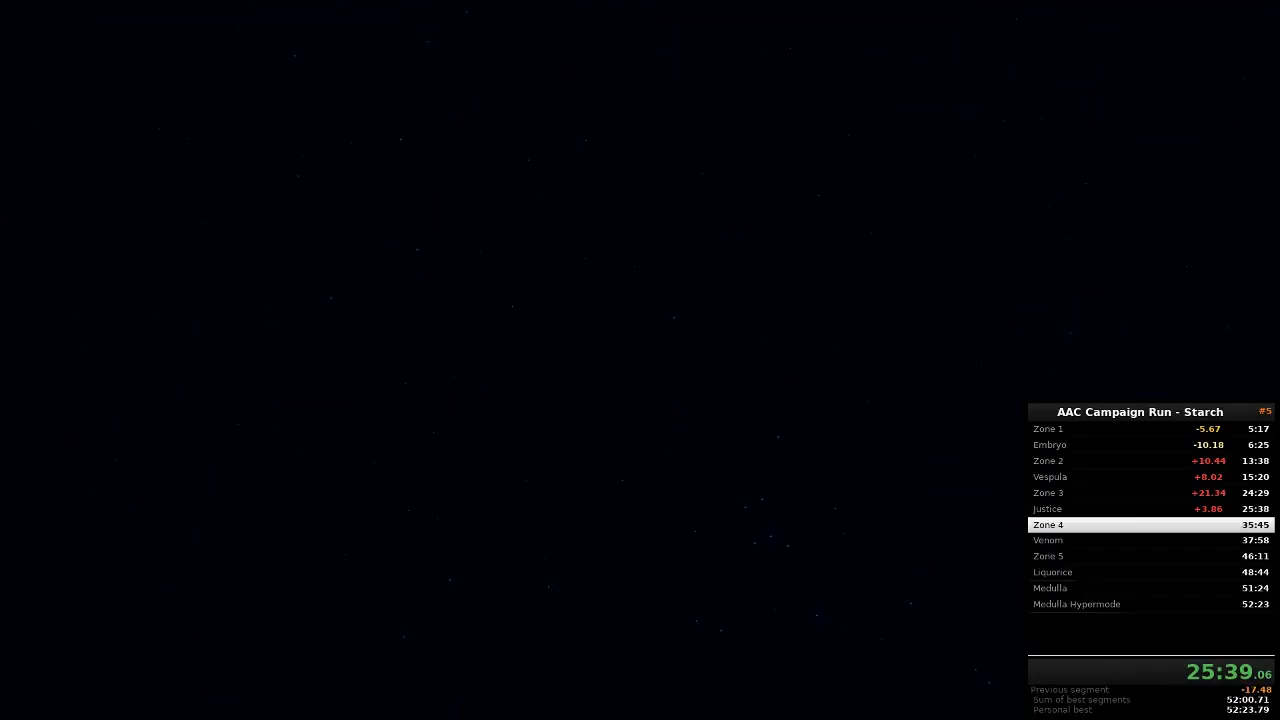 AAC Campaign Run - Starch #5
Zone 1 -5.67 5:17
Embryo -10.18 6:25
Zone 2 +10.44 13:38
Vespula +8.02 15:20
Zone 3 +21.34 24:29
Justice +3.86 25:38
Zone 4 35:45
Venom 37:58
Zone 5 46:11
Liquorice 48:44
Medulla 51:24
Medulla Hypermode 52:23
25:39.06
Previous segment -17.48
Sum of best segments 52:00.71
Personal best 52:23.79